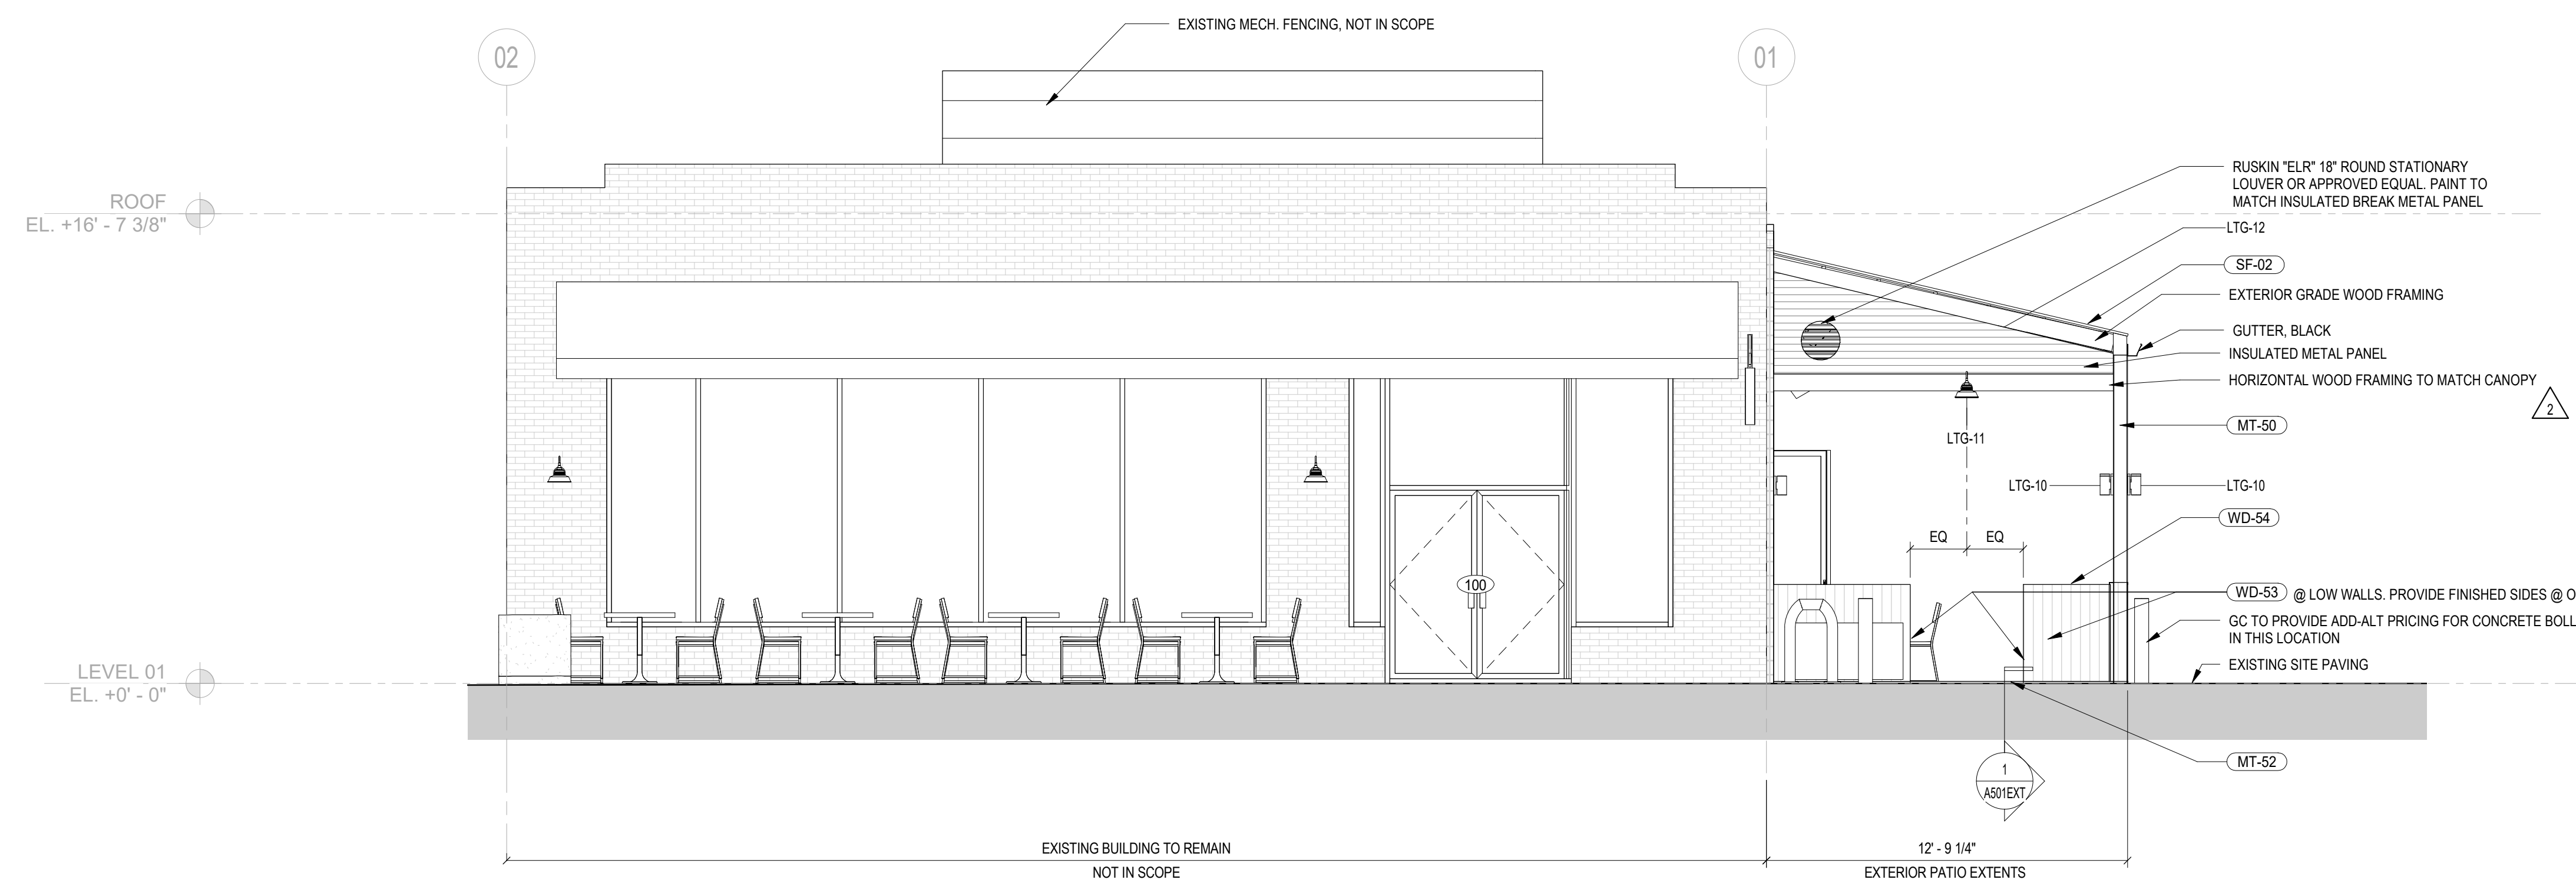 EXISTING MECH. FENCING, NOT IN SCOPE
02
01
RUSKIN "ELR" 18" ROUND STATIONARY
LOUVER OR APPROVED EQUAL. PAINT TO
MATCH INSULATED BREAK METAL PANEL
ROOF
EL. +16' - 7 3/8"
LTG-12
SF-02
EXTERIOR GRADE WOOD FRAMING
GUTTER, BLACK
INSULATED METAL PANEL
HORIZONTAL WOOD FRAMING TO MATCH CANOPY
2
MT-50
LTG-11
LTG-10
LTG-10
WD-54
EQ
EQ
100
WD-53 @ LOW WALLS. PROVIDE FINISHED SIDES @ O
GC TO PROVIDE ADD-ALT PRICING FOR CONCRETE BOLL
IN THIS LOCATION
EXISTING SITE PAVING
LEVEL 01
EL. +0' - 0"
MT-52
1
A501EXT
EXISTING BUILDING TO REMAIN
NOT IN SCOPE
12' - 9 1/4"
EXTERIOR PATIO EXTENTS